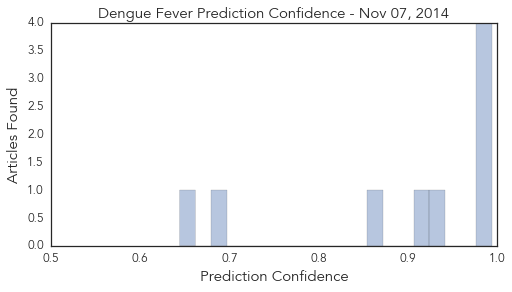 Dengue Fever Prediction Confidence - Nov 07, 2014
4.0
3.5
3.0
2.5
2.0
1.5
1.0
0.5
0.0
Articles Found
0.5 0.6 0.7 0.8 0.9 1.0
Prediction Confidence